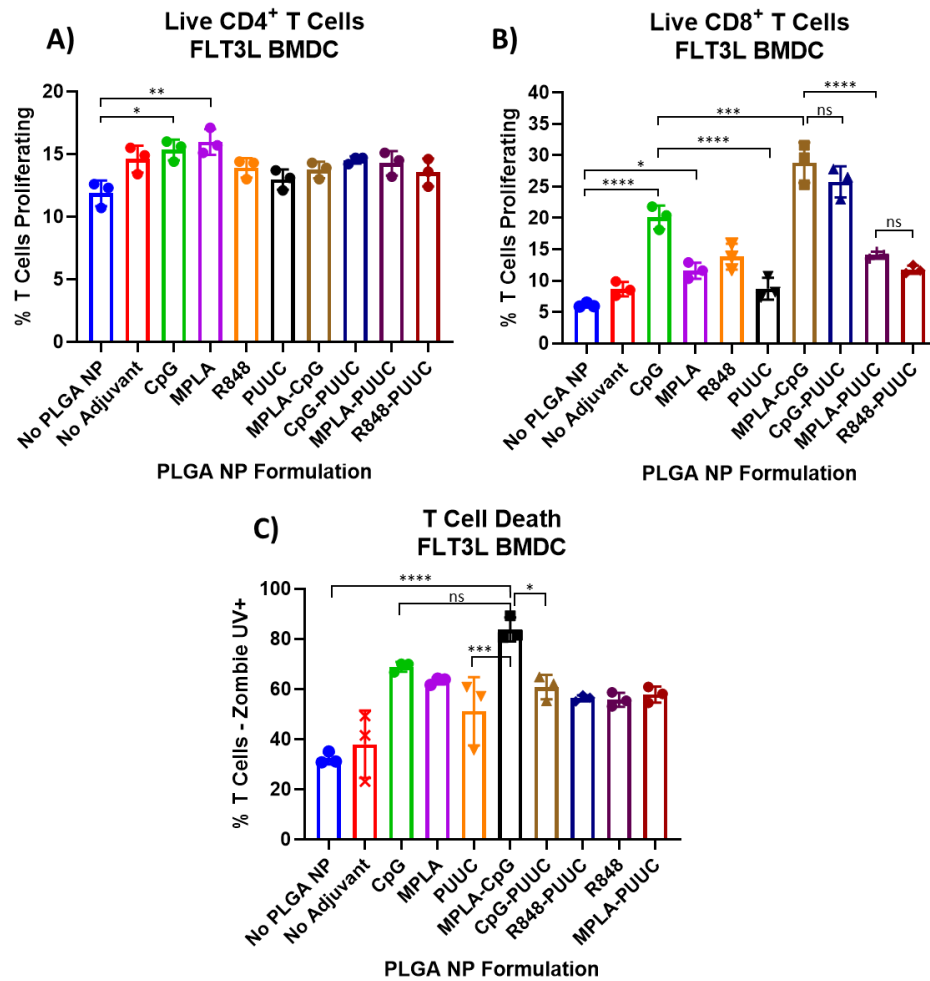 A)
Live CD4+ T Cells
FLT3L BMDC
**
*
% T Cells Proliferating
20
15
10
5
0
No PLGA NP
No Adjuvant
CpG
MPLA
R848
PUUC
MPLA-CpG
CpG-PUUC
MPLA-PUUC
R848-PUUC
PLGA NP Formulation
B)
Live CD8+ T Cells
FLT3L BMDC
****
***
ns
****
*
****
ns
% T Cells Proliferating
40
35
30
25
20
15
10
5
0
No PLGA NP
No Adjuvant
CpG
MPLA
R848
PUUC
MPLA-CpG
CpG-PUUC
MPLA-PUUC
R848-PUUC
PLGA NP Formulation
C)
T Cell Death
FLT3L BMDC
****
*
ns
***
% T Cells - Zombie UV+
100
80
60
40
20
0
No PLGA NP
No Adjuvant
CpG
MPLA
PUUC
MPLA-CpG
CpG-PUUC
R848-PUUC
R848
MPLA-PUUC
PLGA NP Formulation